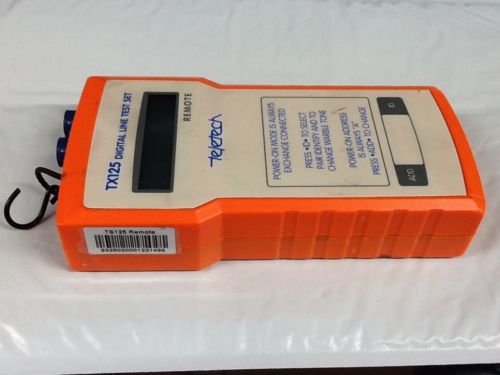 TX125 DIGITAL LINE TEST SET
REMOTE
Teletech
POWER-ON MODE IS ALWAYS
EXCHANGE CONNECTED
PRESS •ID• TO SELECT
PAIR IDENTIFY AND TO
CHANGE WARBLE TONE
POWER-ON ADDRESS
IS ALWAYS "A"
PRESS •ADD• TO CHANGE
ADD
ID
TS125 Remote
9325020001221498